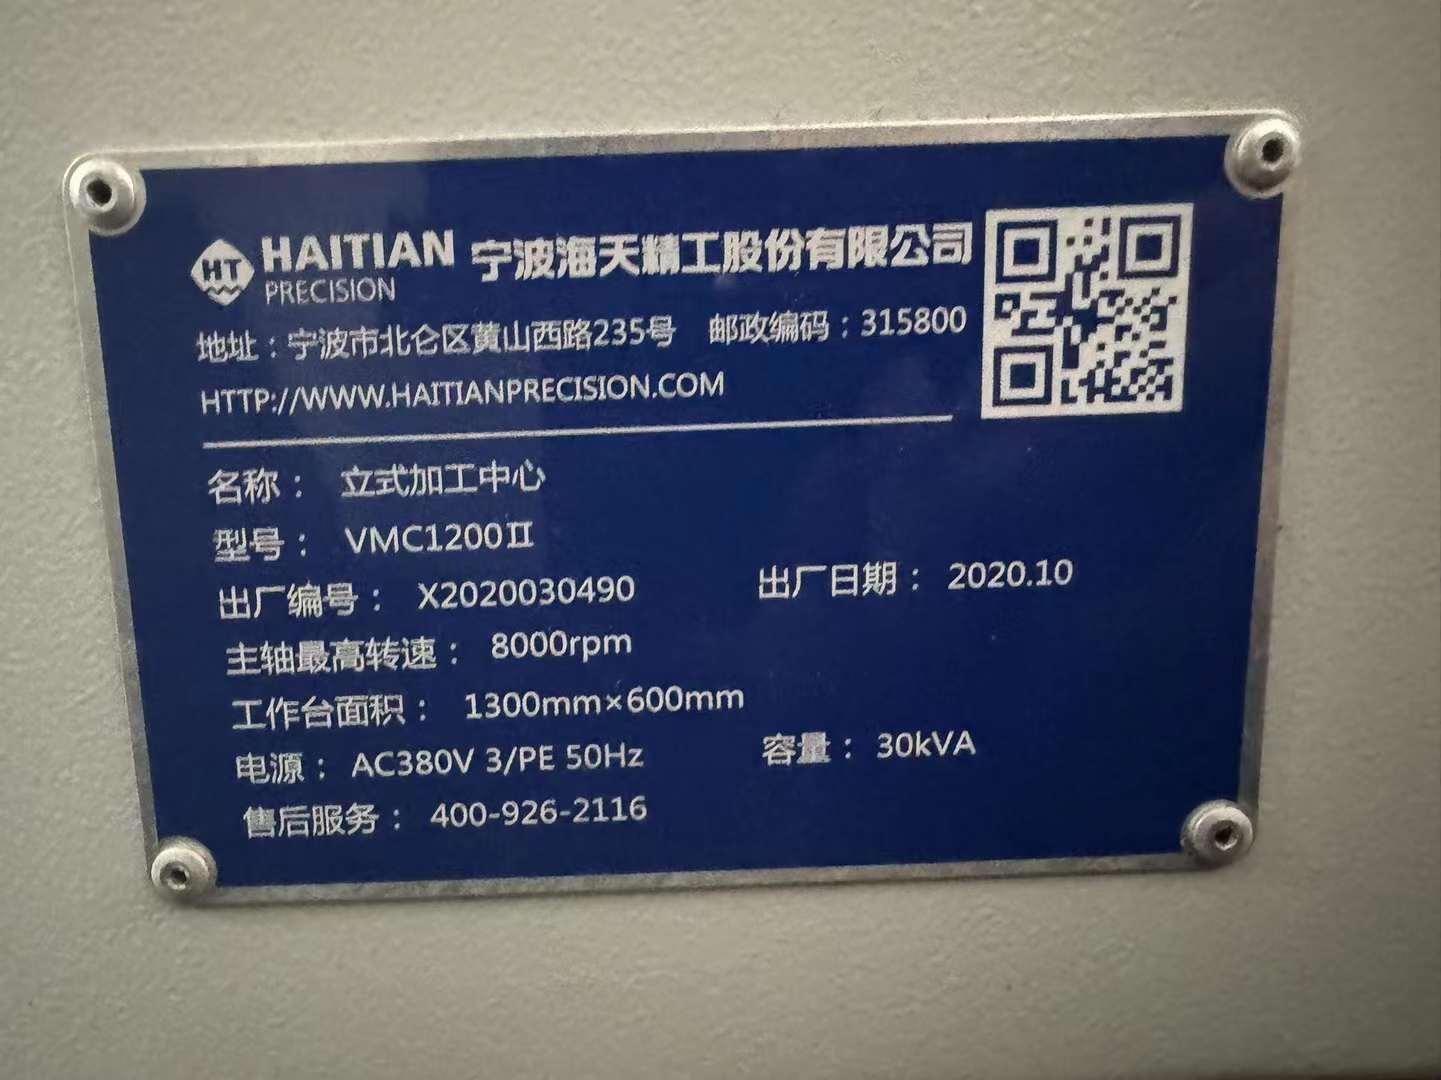 HT HAITIAN PRECISION 宁波海天精工股份有限公司
地址：宁波市北仑区黄山西路235号 邮政编码：315800
HTTP://WWW.HAITIANPRECISION.COM
名称： 立式加工中心
型号： VMC1200Ⅱ
出厂编号： X2020030490 出厂日期： 2020.10
主轴最高转速： 8000rpm
工作台面积： 1300mm×600mm
电源： AC380V 3/PE 50Hz 容量： 30kVA
售后服务： 400-926-2116